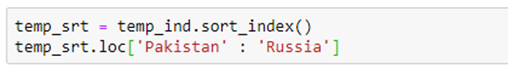 temp_srt = temp_ind.sort_index()
temp_srt.loc['Pakistan' : 'Russia']